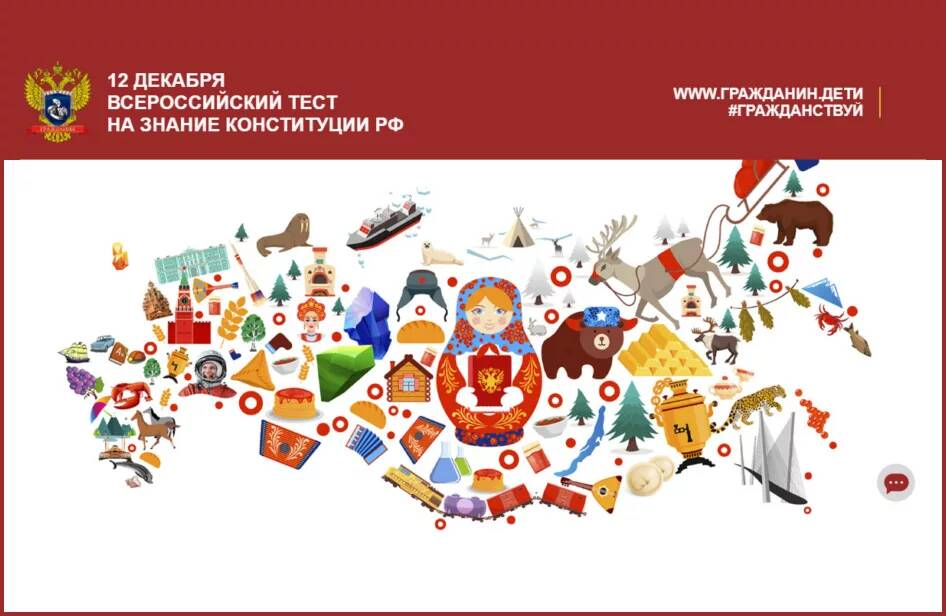 12 ДЕКАБРЯ
ВСЕРОССИЙСКИЙ ТЕСТ
НА ЗНАНИЕ КОНСТИТУЦИИ РФ
WWW.ГРАЖДАНИН.ДЕТИ
#ГРАЖДАНСТВУЙ